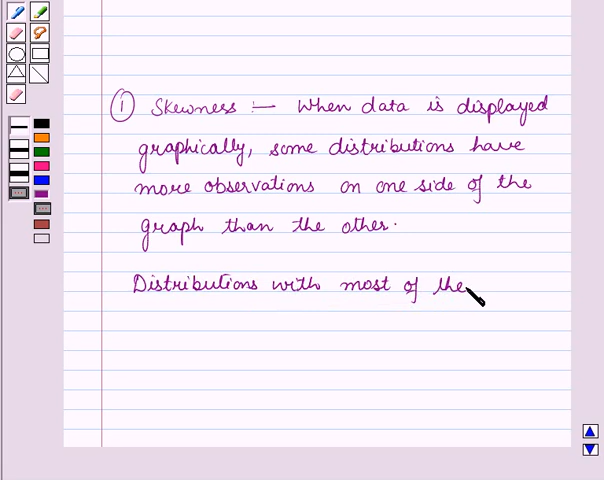 ① Skewness :- When data is displayed
graphically, some distributions have
more observations on one side of the
graph than the other.
Distributions with most of the